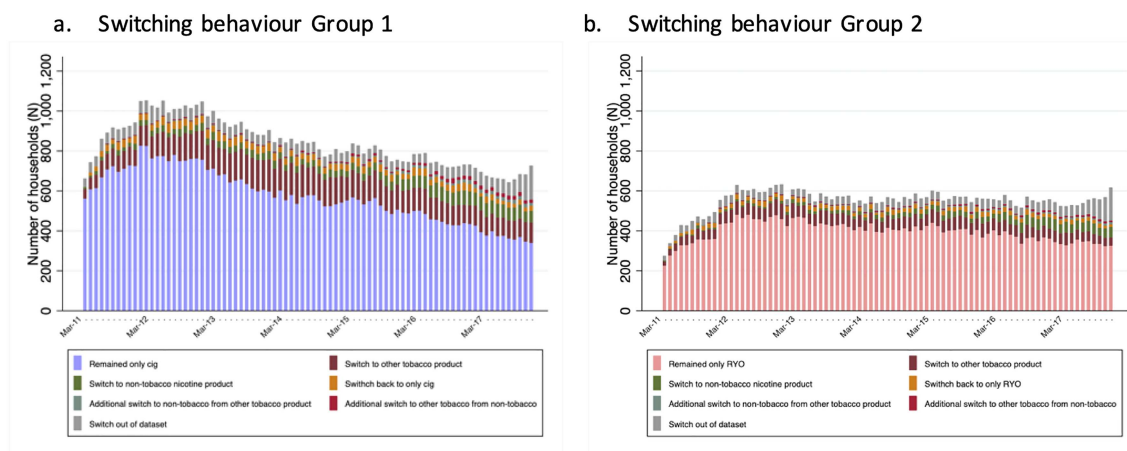 a. Switching behaviour Group 1
Number of households (N)
1,200
1,000
800
600
400
200
0
Mar-11
Mar-12
Mar-13
Mar-14
Mar-15
Mar-16
Mar-17
Remained only cig
Switch to other tobacco product
Switch to non-tobacco nicotine product
Swithch back to only cig
Additional switch to non-tobacco from other tobacco product
Additional switch to other tobacco from non-tobacco
Switch out of dataset
b. Switching behaviour Group 2
Number of households (N)
1,200
1,000
800
600
400
200
0
Mar-11
Mar-12
Mar-13
Mar-14
Mar-15
Mar-16
Mar-17
Remained only RYO
Switch to other tobacco product
Switch to non-tobacco nicotine product
Swithch back to only RYO
Additional switch to non-tobacco from other tobacco product
Additional switch to other tobacco from non-tobacco
Switch out of dataset